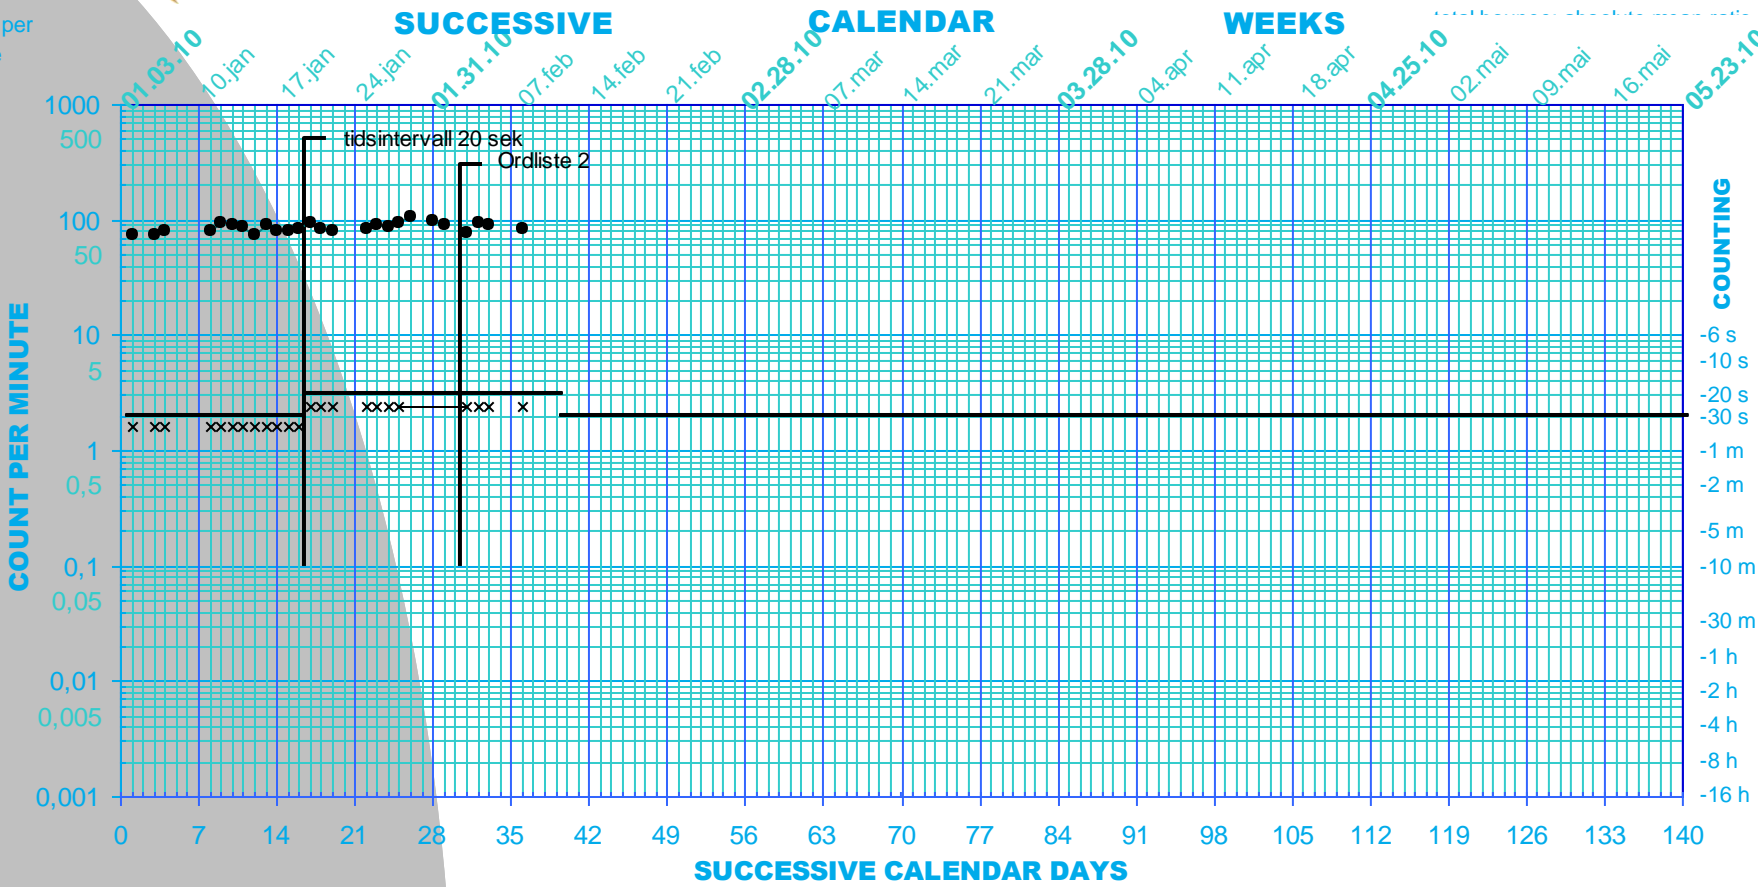 SUCCESSIVE CALENDAR WEEKS
per
01.03.10 10.jan 17.jan 24.jan 01.31.10 07.feb 14.feb 21.feb 02.28.10 07.mar 14.mar 21.mar 03.28.10 04.apr 11.apr 18.apr 04.25.10 02.mai 09.mai 16.mai 05.23.10
1000
500
100
50
10
5
1
0,5
0,1
0,05
0,01
0,005
0,001
COUNT PER MINUTE
tidsintervall 20 sek
Ordliste 2
COUNTING
-6 s
-10 s
-20 s
-30 s
-1 m
-2 m
-5 m
-10 m
-30 m
-1 h
-2 h
-4 h
-8 h
-16 h
0 7 14 21 28 35 42 49 56 63 70 77 84 91 98 105 112 119 126 133 140
SUCCESSIVE CALENDAR DAYS